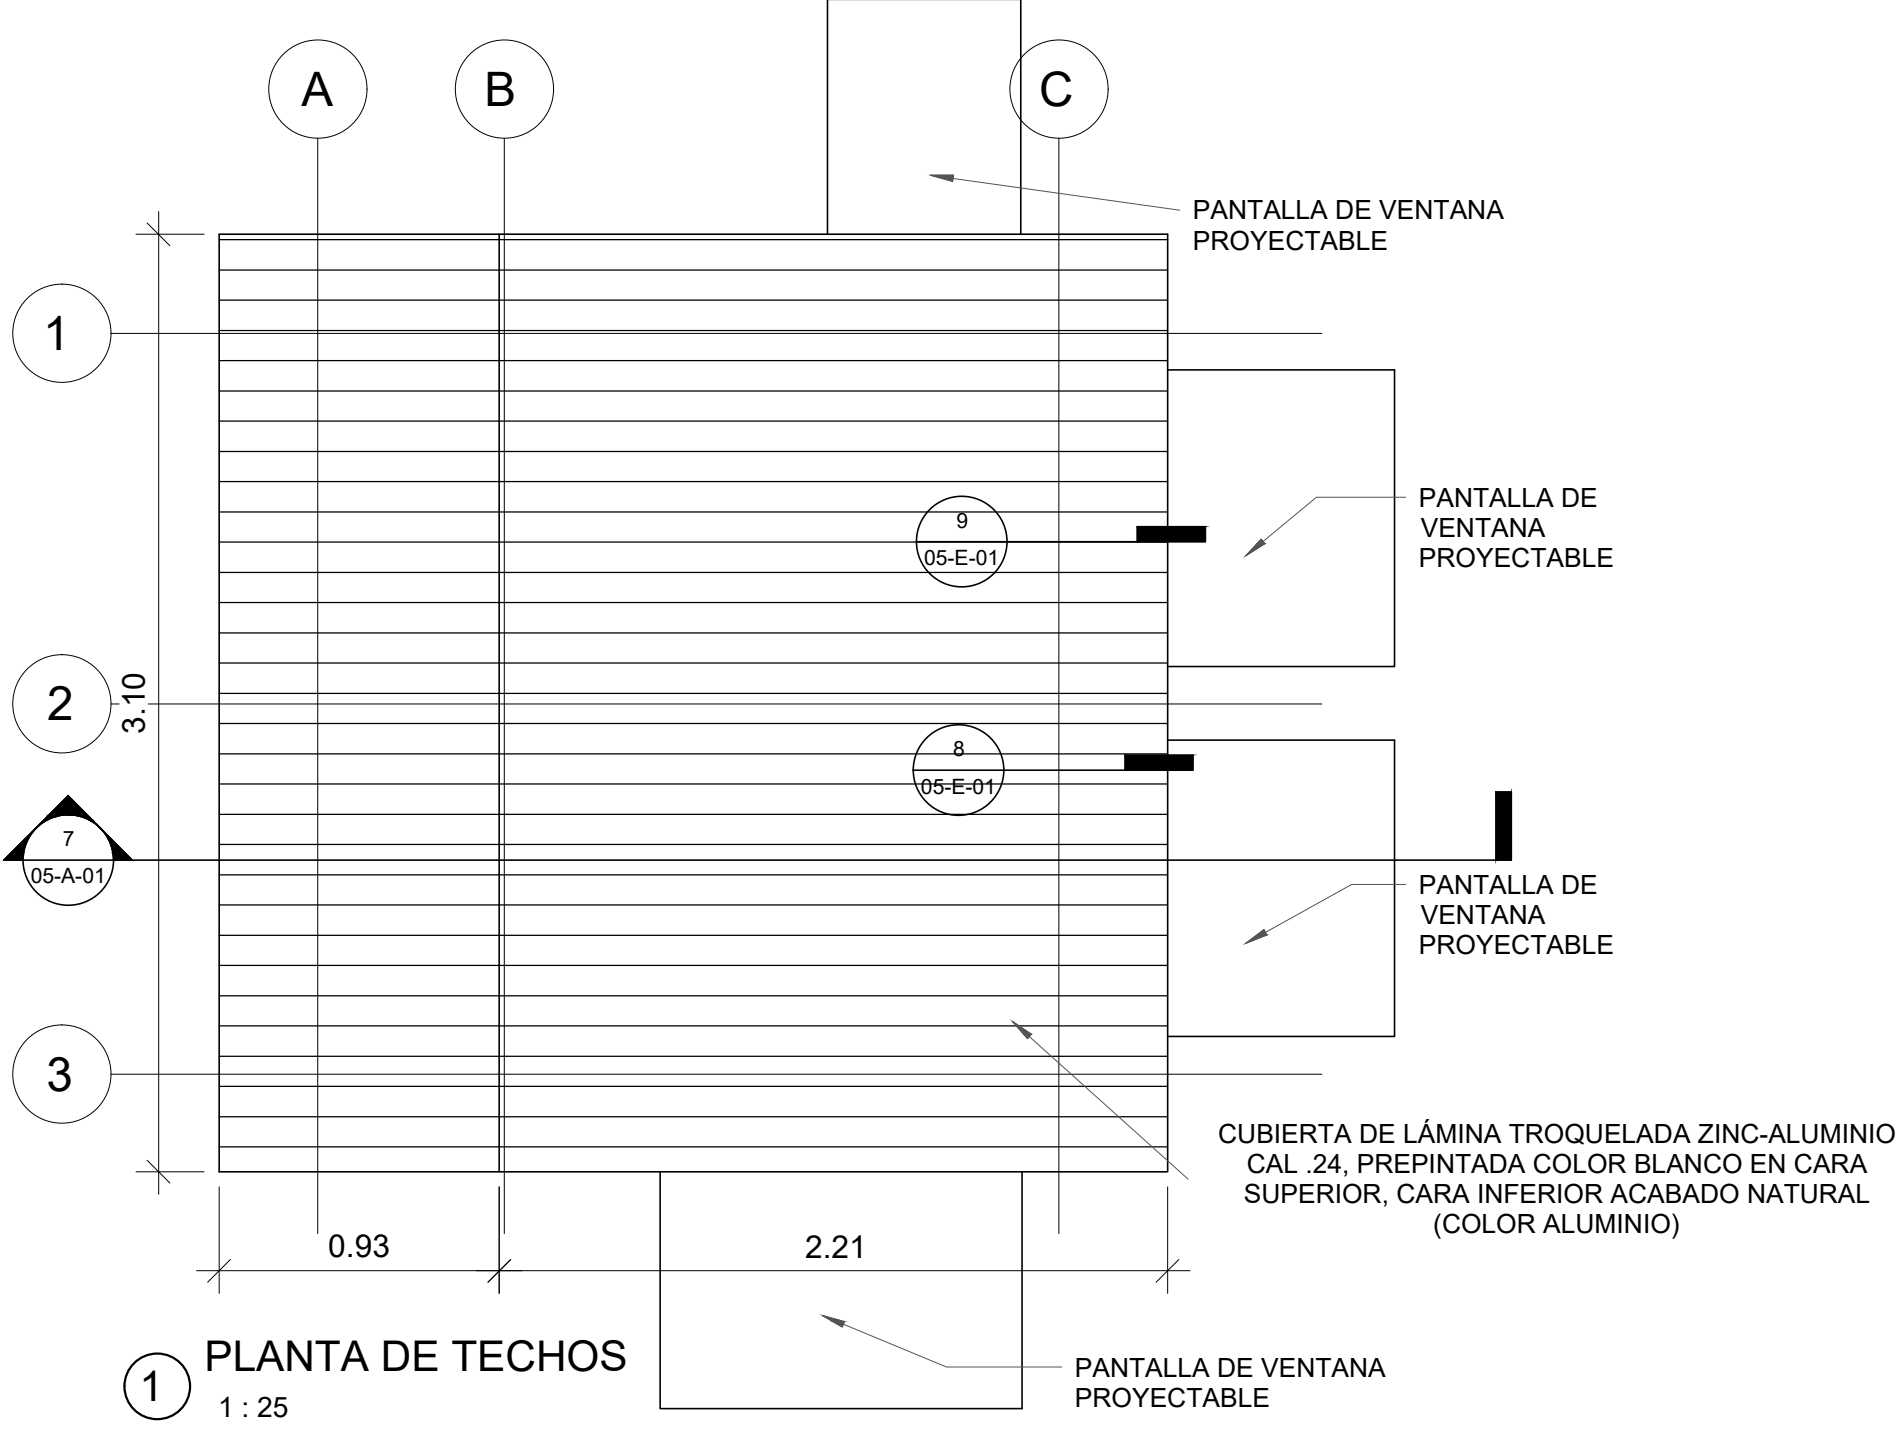 A
B
C
PANTALLA DE VENTANA
PROYECTABLE
1
PANTALLA DE
VENTANA
PROYECTABLE
9
05-E-01
2
3.10
8
05-E-01
7
05-A-01
PANTALLA DE
VENTANA
PROYECTABLE
3
CUBIERTA DE LÁMINA TROQUELADA ZINC-ALUMINIO
CAL .24, PREPINTADA COLOR BLANCO EN CARA
SUPERIOR, CARA INFERIOR ACABADO NATURAL
(COLOR ALUMINIO)
0.93
2.21
1
PLANTA DE TECHOS
1 : 25
PANTALLA DE VENTANA
PROYECTABLE